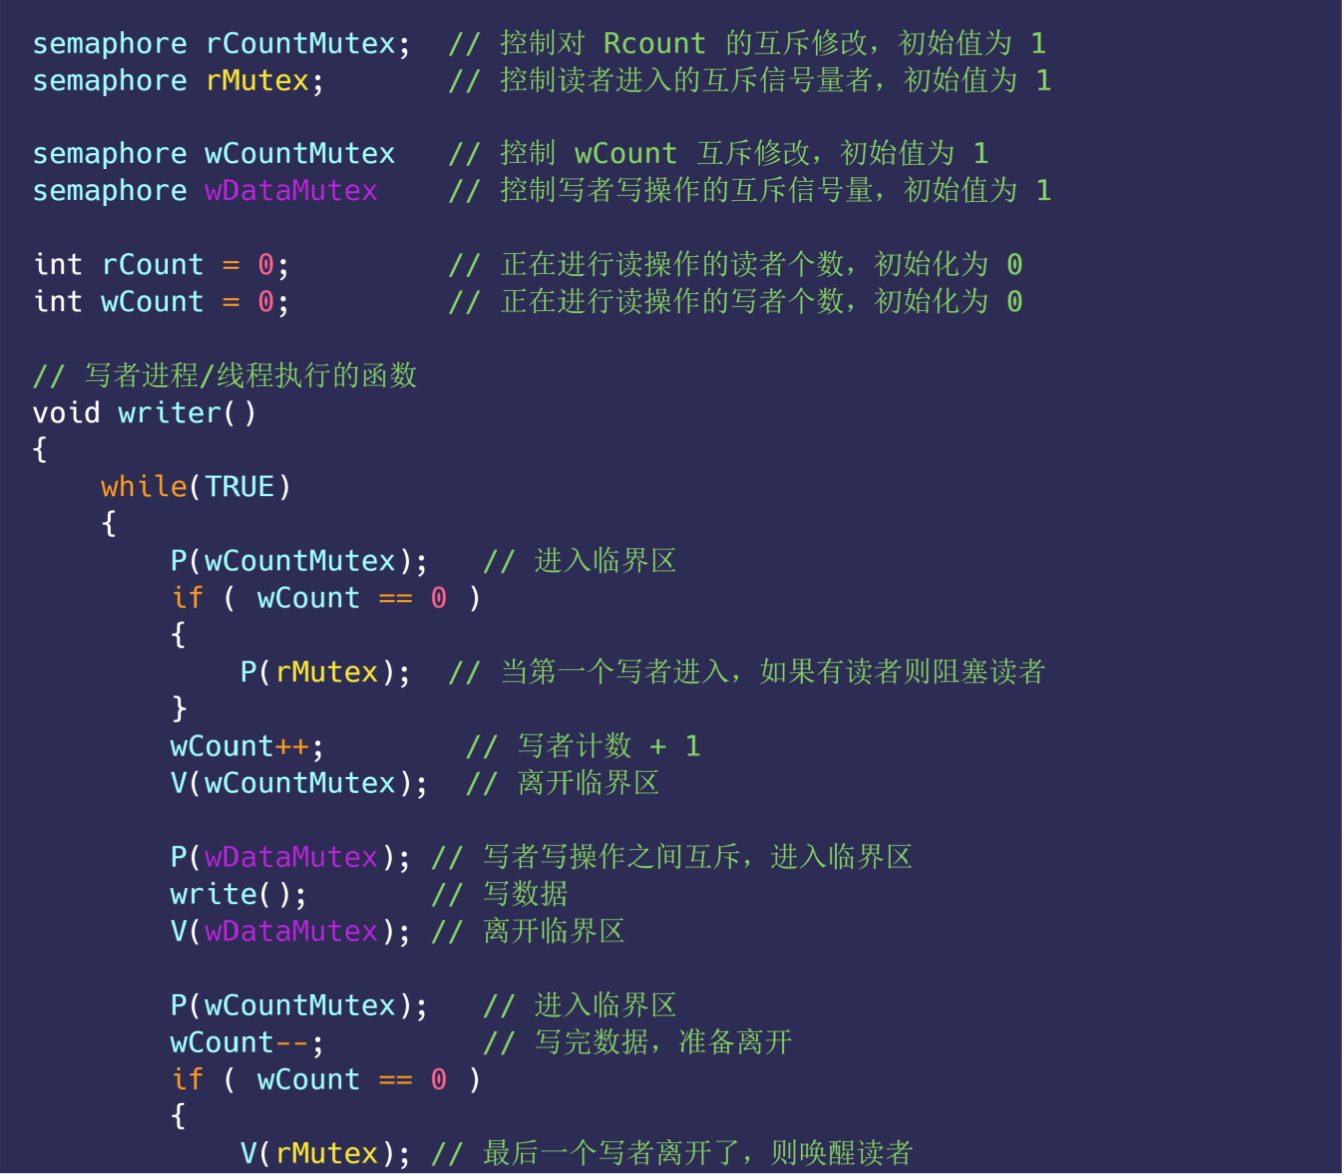 semaphore rCountMutex;  // 控制对 Rcount 的互斥修改，初始值为 1
semaphore rMutex;       // 控制读者进入的互斥信号量者，初始值为 1
semaphore wCountMutex   // 控制 wCount 互斥修改，初始值为 1
semaphore wDataMutex    // 控制写者写操作的互斥信号量，初始值为 1
int rCount = 0;         // 正在进行读操作的读者个数，初始化为 0
int wCount = 0;         // 正在进行读操作的写者个数，初始化为 0
// 写者进程/线程执行的函数
void writer()
{
    while(TRUE)
    {
        P(wCountMutex);   // 进入临界区
        if ( wCount == 0 )
        {
            P(rMutex);  // 当第一个写者进入，如果有读者则阻塞读者
        }
        wCount++;        // 写者计数 + 1
        V(wCountMutex);  // 离开临界区
        P(wDataMutex); // 写者写操作之间互斥，进入临界区
        write();       // 写数据
        V(wDataMutex); // 离开临界区
        P(wCountMutex);   // 进入临界区
        wCount--;         // 写完数据，准备离开
        if ( wCount == 0 )
        {
            V(rMutex); // 最后一个写者离开了，则唤醒读者